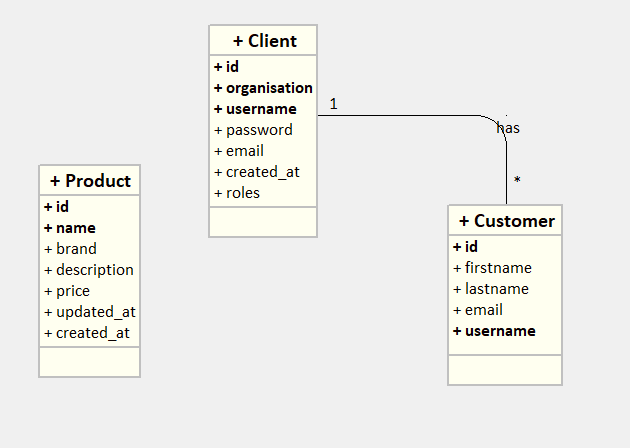 + Client
+ id
+ organisation
+ username
+ password
+ email
+ created_at
+ roles
1
has
*
+ Product
+ id
+ name
+ brand
+ description
+ price
+ updated_at
+ created_at
+ Customer
+ id
+ firstname
+ lastname
+ email
+ username